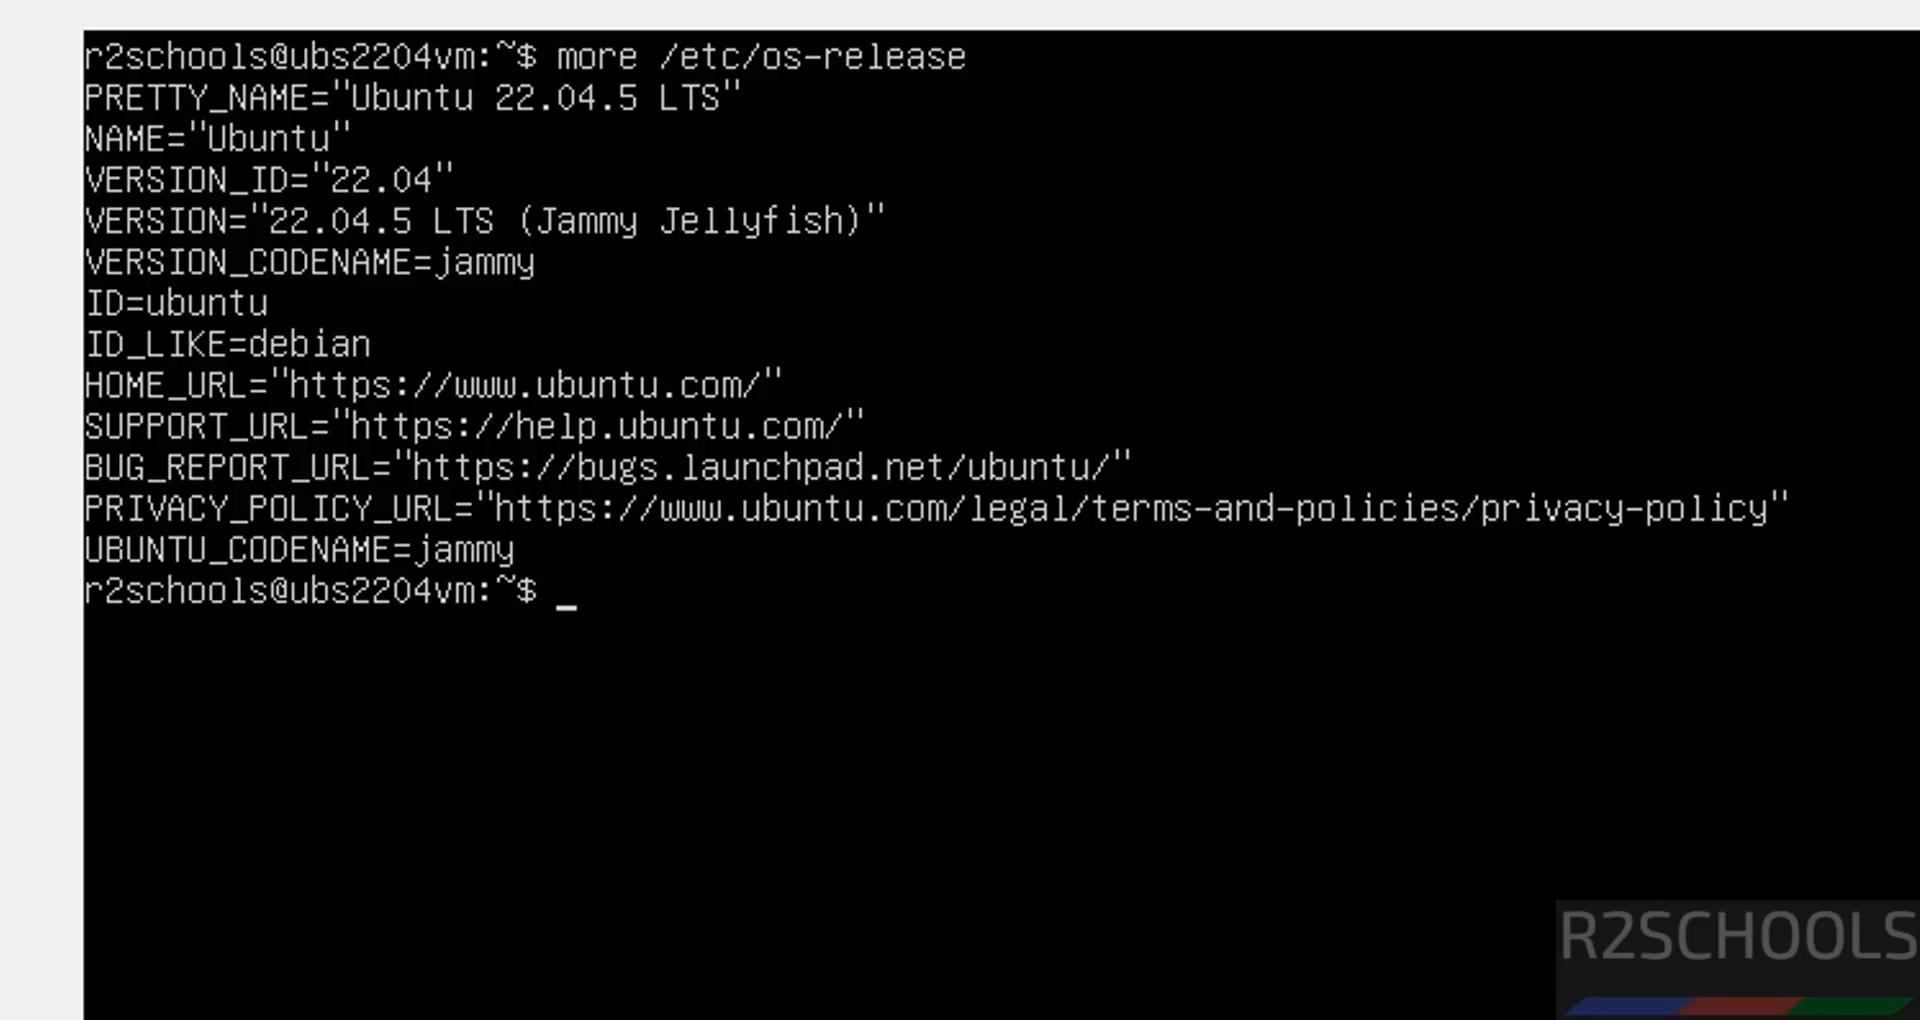 r2schools@ubs2204vm:~$ more /etc/os-release
PRETTY_NAME="Ubuntu 22.04.5 LTS"
NAME="Ubuntu"
VERSION_ID="22.04"
VERSION="22.04.5 LTS (Jammy Jellyfish)"
VERSION_CODENAME=jammy
ID=ubuntu
ID_LIKE=debian
HOME_URL="https://www.ubuntu.com/"
SUPPORT_URL="https://help.ubuntu.com/"
BUG_REPORT_URL="https://bugs.launchpad.net/ubuntu/"
PRIVACY_POLICY_URL="https://www.ubuntu.com/legal/terms-and-policies/privacy-policy"
UBUNTU_CODENAME=jammy
r2schools@ubs2204vm:~$ _
R2SCHOOLS